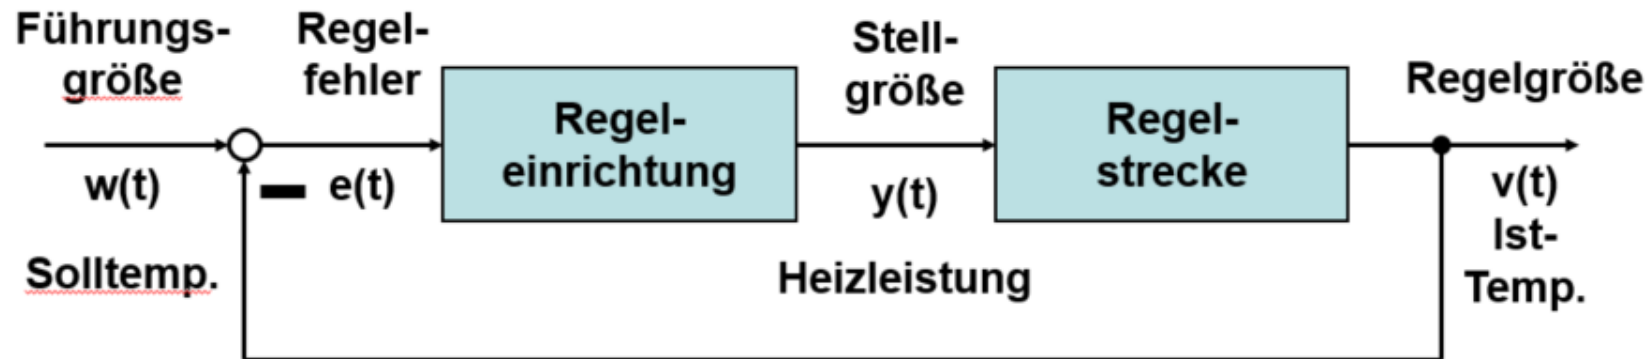 Führungs-
größe
Regel-
fehler
Stell-
größe
Regelgröße
Regel-
einrichtung
Regel-
strecke
w(t)
e(t)
y(t)
v(t)
Ist-
Temp.
Solltemp.
Heizleistung